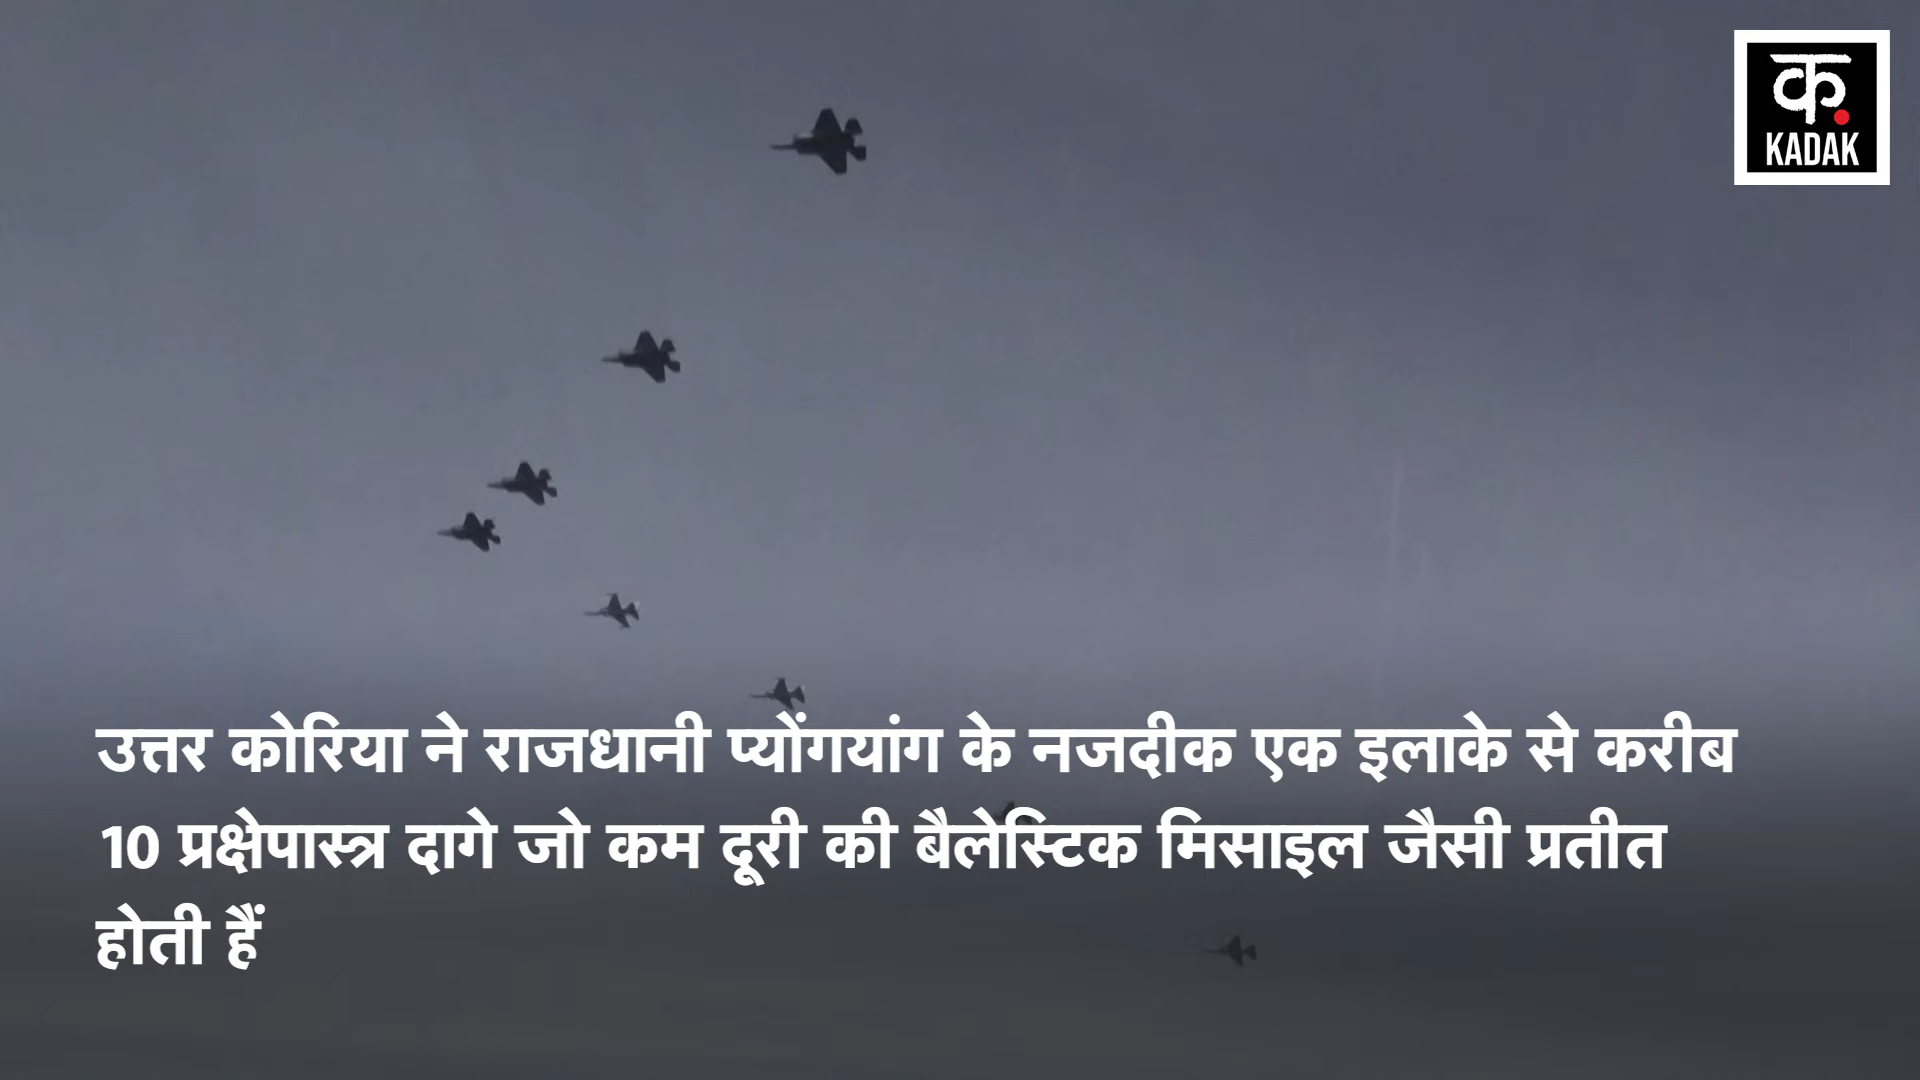 क
KADAK
उत्तर कोरिया ने राजधानी प्योंगयांग के नजदीक एक इलाके से करीब
10 प्रक्षेपास्त्र दागे जो कम दूरी की बैलेस्टिक मिसाइल जैसी प्रतीत
होती हैं